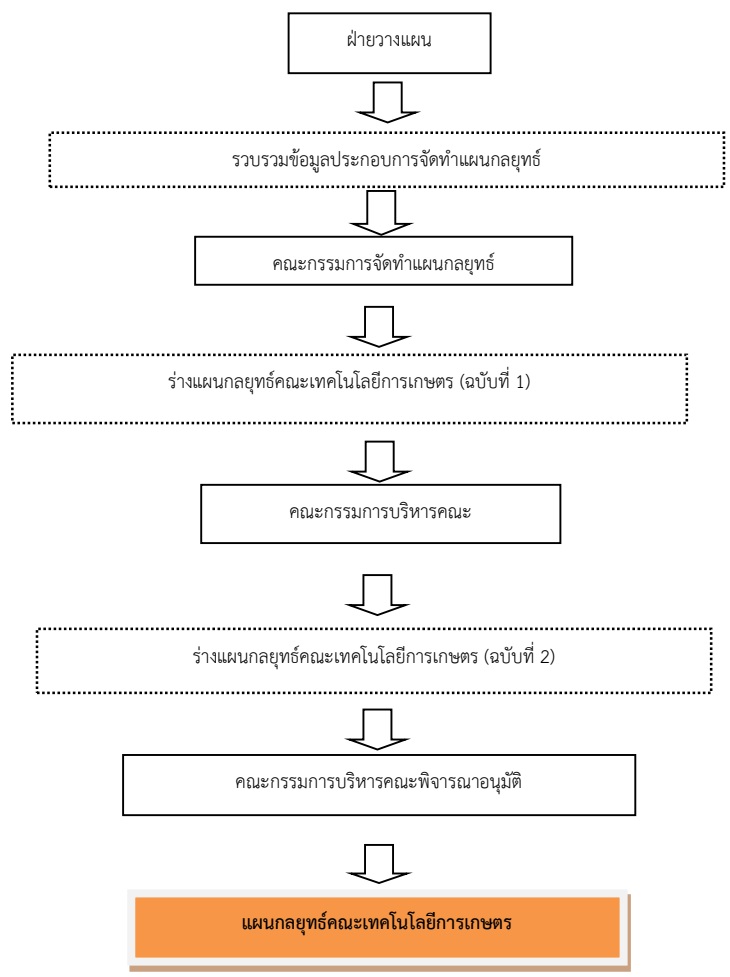 ฝ่ายวางแผน
รวบรวมข้อมูลประกอบการจัดทำแผนกลยุทธ์
คณะกรรมการจัดทำแผนกลยุทธ์
ร่างแผนกลยุทธ์คณะเทคโนโลยีการเกษตร (ฉบับที่ 1)
คณะกรรมการบริหารคณะ
ร่างแผนกลยุทธ์คณะเทคโนโลยีการเกษตร (ฉบับที่ 2)
คณะกรรมการบริหารคณะพิจารณาอนุมัติ
แผนกลยุทธ์คณะเทคโนโลยีการเกษตร